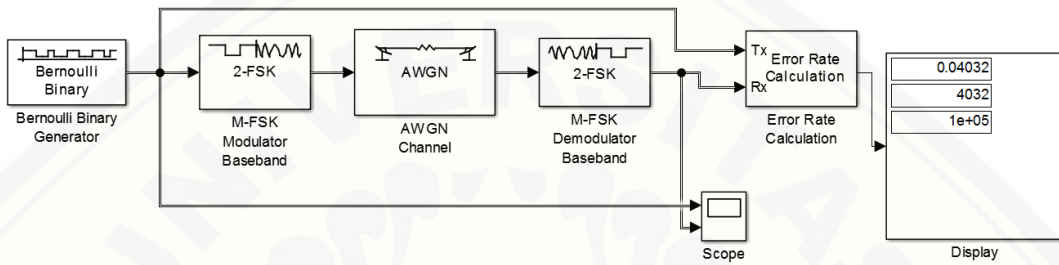 Bernoulli
Binary
Bernoulli Binary
Generator
2-FSK
M-FSK
Modulator
Baseband
AWGN
AWGN
Channel
2-FSK
M-FSK
Demodulator
Baseband
Tx
Rx
Error Rate
Calculation
Error Rate
Calculation
0.04032
4032
1e+05
Display
Scope
UNIVERSITAS